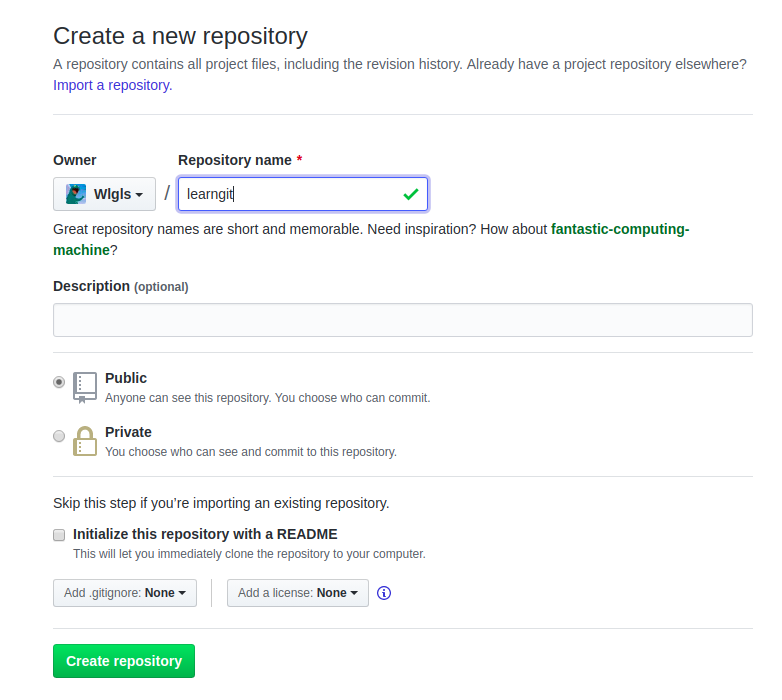 Create a new repository
A repository contains all project files, including the revision history. Already have a project repository elsewhere?
Import a repository.
Owner
Repository name *
Wlgls / learngit
Great repository names are short and memorable. Need inspiration? How about fantastic-computing-
machine?
Description (optional)
Public
Anyone can see this repository. You choose who can commit.
Private
You choose who can see and commit to this repository.
Skip this step if you’re importing an existing repository.
Initialize this repository with a README
This will let you immediately clone the repository to your computer.
Add .gitignore: None
Add a license: None
Create repository